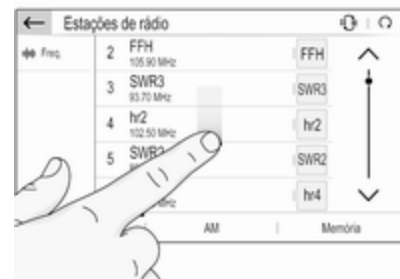 Estações de rádio
Freq.
2 FFH FFH
105.90 MHz
3 SWR3 SWR3
93.70 MHz
4 hr2 hr2
102.50 MHz
5 SWR2 SWR2
hr4
MHz
AM Memória